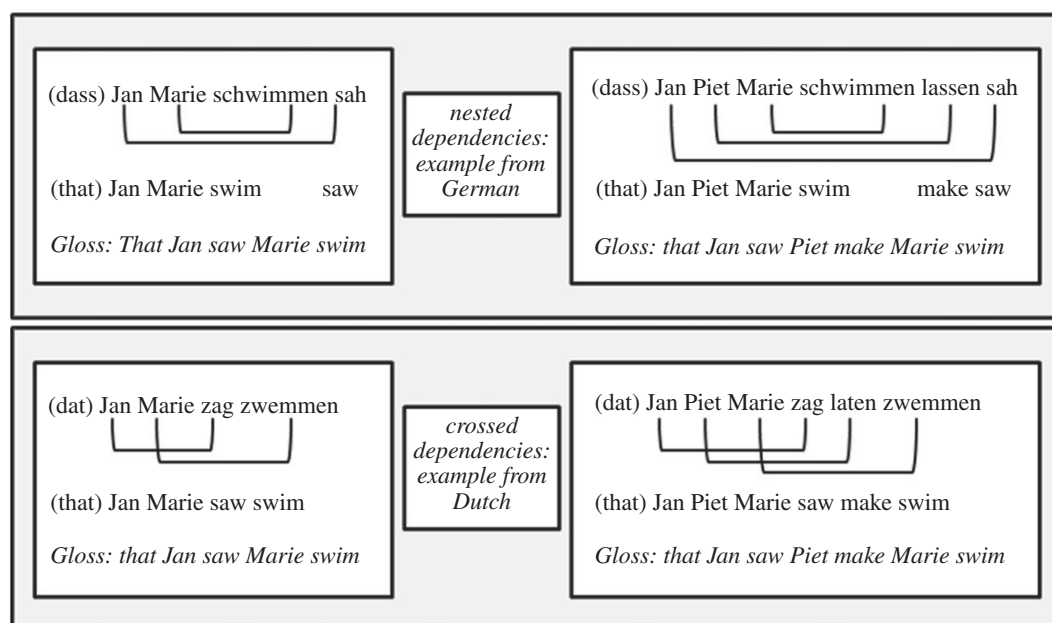 (dass) Jan Marie schwimmen sah
(that) Jan Marie swim saw
Gloss: That Jan saw Marie swim
nested
dependencies:
example from
German
(dass) Jan Piet Marie schwimmen lassen sah
(that) Jan Piet Marie swim make saw
Gloss: that Jan saw Piet make Marie swim
(dat) Jan Marie zag zwemmen
(that) Jan Marie saw swim
Gloss: that Jan saw Marie swim
crossed
dependencies:
example from
Dutch
(dat) Jan Piet Marie zag laten zwemmen
(that) Jan Piet Marie saw make swim
Gloss: that Jan saw Piet make Marie swim